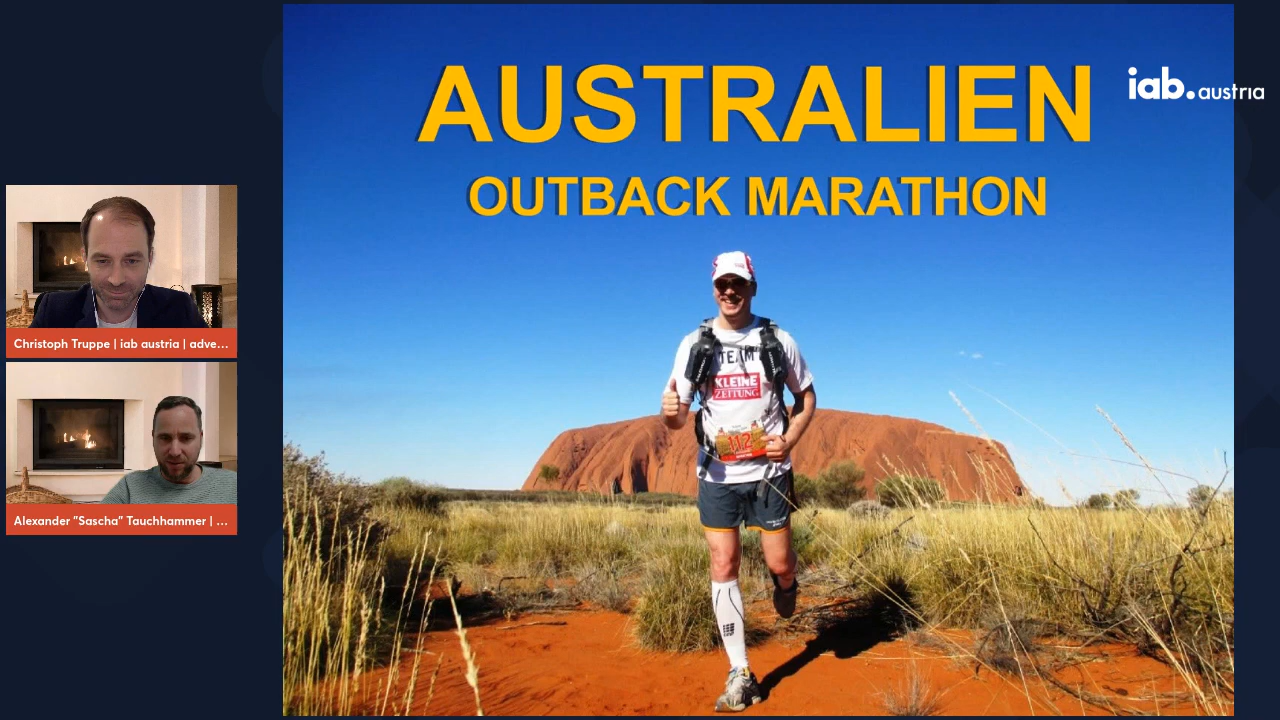 AUSTRALIEN
OUTBACK MARATHON
iab.austria
TEAM
KLEINE
ZEITUNG
112
Christoph Truppe | iab austria | adve...
Alexander "Sascha" Tauchhammer | ...